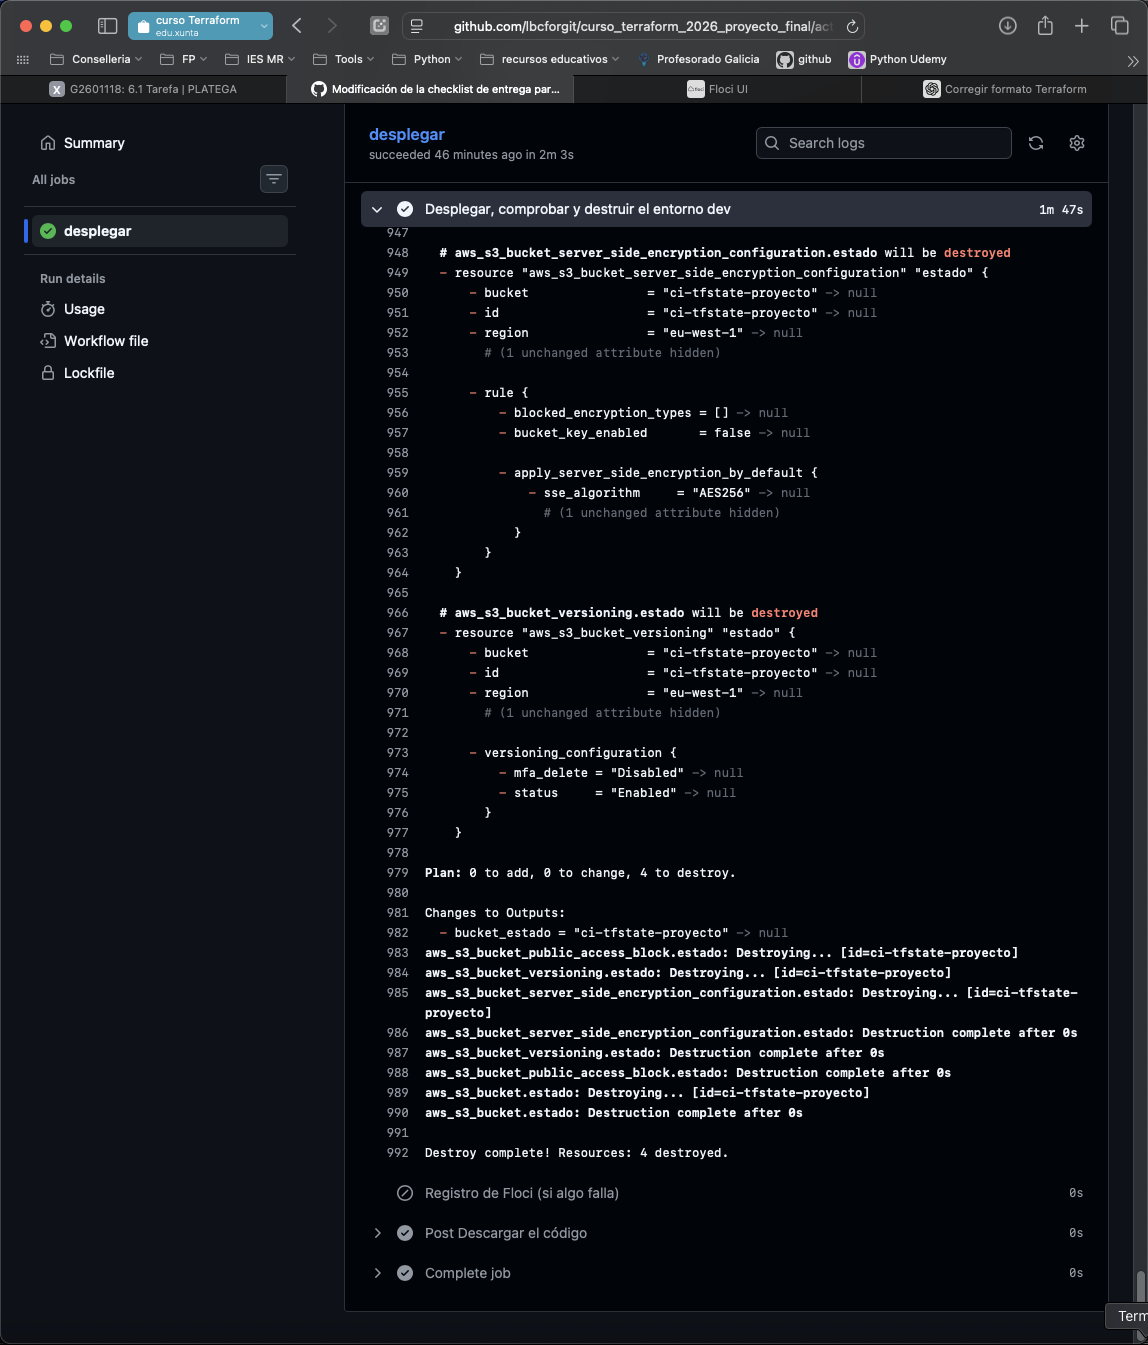 curso Terraform
edu.xunta
github.com/lbcforgit/curso_terraform_2026_proyecto_final/act
Conselleria
FP
IES MR
Tools
Python
recursos educativos
Profesorado Galicia
github
Python Udemy
G2601118: 6.1 Tarefa | PLATEGA
Modificación de la checklist de entrega par...
Floci UI
Corregir formato Terraform
Summary
All jobs
desplegar
Run details
Usage
Workflow file
Lockfile
desplegar
succeeded 46 minutes ago in 2m 3s
Search logs
Desplegar, comprobar y destruir el entorno dev 1m 47s
947
948 # aws_s3_bucket_server_side_encryption_configuration.estado will be destroyed
949 - resource "aws_s3_bucket_server_side_encryption_configuration" "estado" {
950 - bucket = "ci-tfstate-proyecto" -> null
951 - id = "ci-tfstate-proyecto" -> null
952 - region = "eu-west-1" -> null
953 # (1 unchanged attribute hidden)
954
955 - rule {
956 - blocked_encryption_types = [] -> null
957 - bucket_key_enabled = false -> null
958
959 - apply_server_side_encryption_by_default {
960 - sse_algorithm = "AES256" -> null
961 # (1 unchanged attribute hidden)
962 }
963 }
964 }
965
966 # aws_s3_bucket_versioning.estado will be destroyed
967 - resource "aws_s3_bucket_versioning" "estado" {
968 - bucket = "ci-tfstate-proyecto" -> null
969 - id = "ci-tfstate-proyecto" -> null
970 - region = "eu-west-1" -> null
971 # (1 unchanged attribute hidden)
972
973 - versioning_configuration {
974 - mfa_delete = "Disabled" -> null
975 - status = "Enabled" -> null
976 }
977 }
978
979 Plan: 0 to add, 0 to change, 4 to destroy.
980
981 Changes to Outputs:
982 - bucket_estado = "ci-tfstate-proyecto" -> null
983 aws_s3_bucket_public_access_block.estado: Destroying... [id=ci-tfstate-proyecto]
984 aws_s3_bucket_versioning.estado: Destroying... [id=ci-tfstate-proyecto]
985 aws_s3_bucket_server_side_encryption_configuration.estado: Destroying... [id=ci-tfstate-
proyecto]
986 aws_s3_bucket_server_side_encryption_configuration.estado: Destruction complete after 0s
987 aws_s3_bucket_versioning.estado: Destruction complete after 0s
988 aws_s3_bucket_public_access_block.estado: Destruction complete after 0s
989 aws_s3_bucket.estado: Destroying... [id=ci-tfstate-proyecto]
990 aws_s3_bucket.estado: Destruction complete after 0s
991
992 Destroy complete! Resources: 4 destroyed.
Registro de Floci (si algo falla) 0s
Post Descargar el código 0s
Complete job 0s
Term